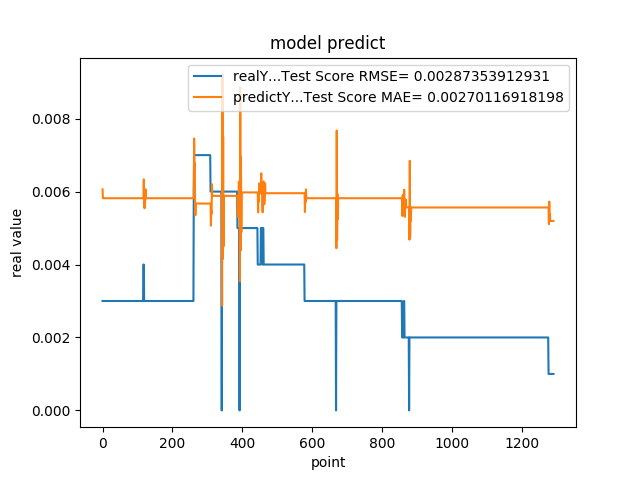 model predict
realY...Test Score RMSE= 0.00287353912931
predictY...Test Score MAE= 0.00270116918198
0.008
0.006
0.004
0.002
0.000
real value
0 200 400 600 800 1000 1200
point